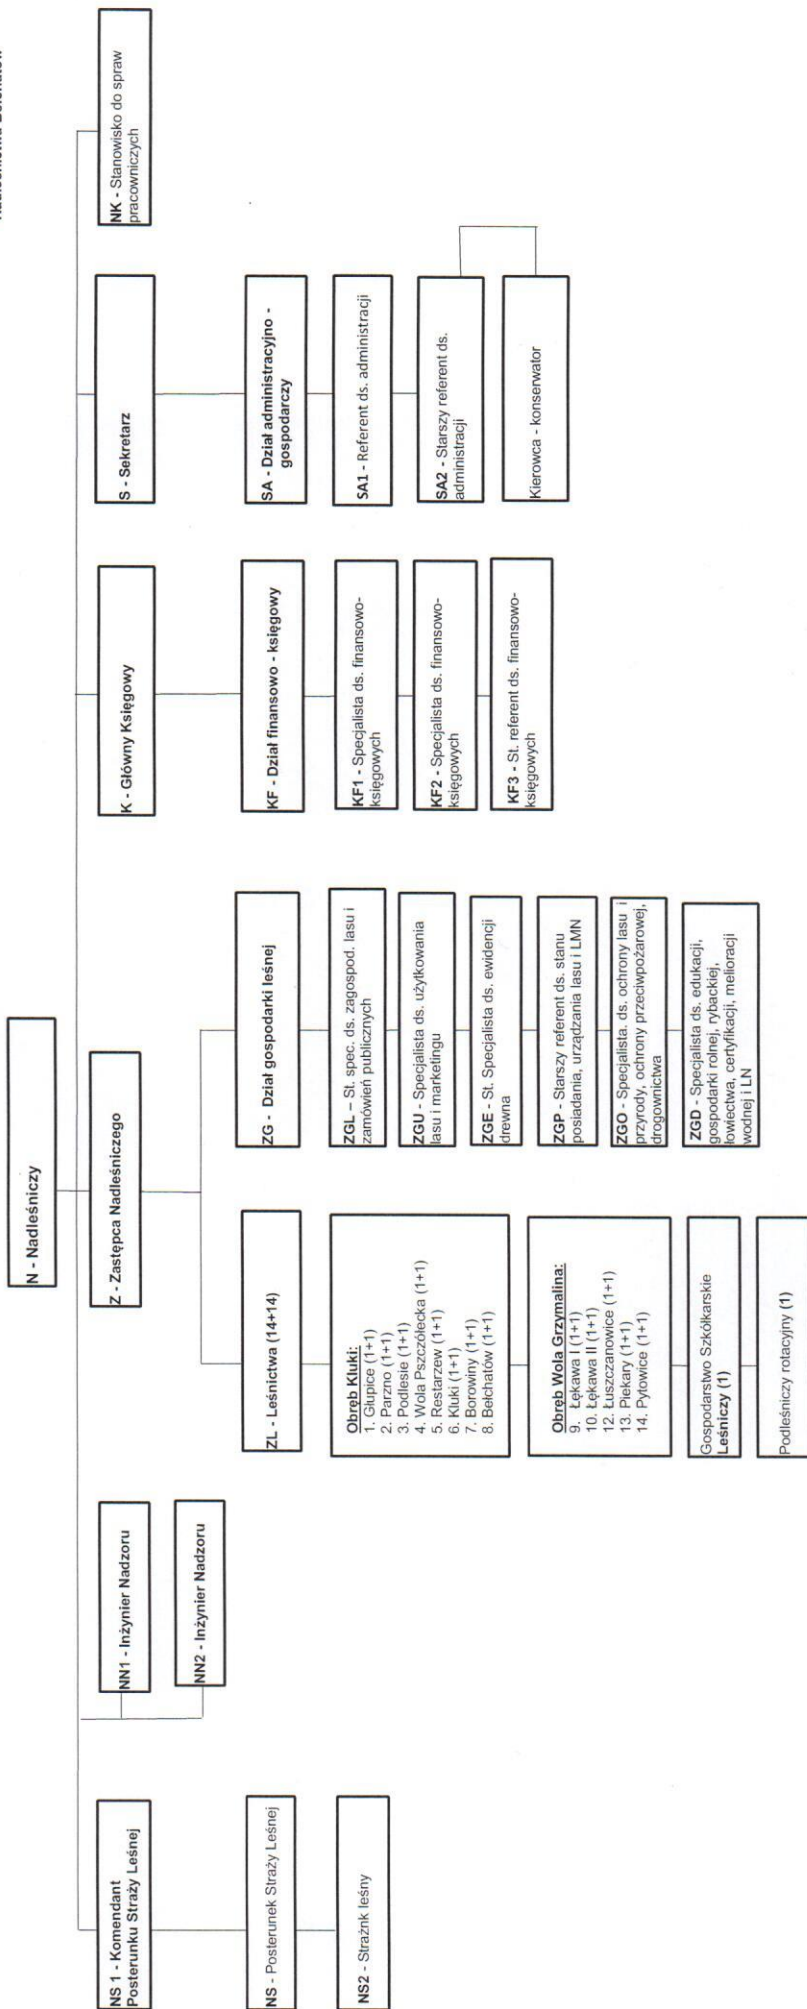 N - Nadleśniczy
NS 1 - Komendant
Posterunku Straży Leśnej
NS - Posterunek Straży Leśnej
NS2 - Strażnk leśny
NN1 - Inżynier Nadzoru
NN2 - Inżynier Nadzoru
Z - Zastępca Nadleśniczego
ZL - Leśnictwa (14+14)
Obręb Kluki:
1. Głupice (1+1)
2. Parzno (1+1)
3. Podlesie (1+1)
4. Wola Pszczółecka (1+1)
5. Restarzew (1+1)
6. Kluki (1+1)
7. Borowiny (1+1)
8. Bełchatów (1+1)
Obręb Wola Grzymalina:
9. Łękawa I (1+1)
10. Łękawa II (1+1)
12. Łuszczanowice (1+1)
13. Piekary (1+1)
14. Pytowice (1+1)
Gospodarstwo Szkółkarskie
Leśniczy (1)
Podleśniczy rotacyjny (1)
ZG - Dział gospodarki leśnej
ZGL – St. spec. ds. zagospod. lasu i
zamówień publicznych
ZGU - Specjalista ds. użytkowania
lasu i marketingu
ZGE - St. Specjalista ds. ewidencji
drewna
ZGP - Starszy referent ds. stanu
posiadania, urządzania lasu i LMN
ZGO - Specjalista. ds. ochrony lasu i
przyrody, ochrony przeciwpożarowej,
drogownictwa
ZGD - Specjalista ds. edukacji,
gospodarki rolnej, rybackiej,
łowiectwa, certyfikacji, melioracji
wodnej i LN
K - Główny Księgowy
KF - Dział finansowo - księgowy
KF1 - Specjalista ds. finansowo-
księgowych
KF2 - Specjalista ds. finansowo-
księgowych
KF3 - St. referent ds. finansowo-
księgowych
S - Sekretarz
SA - Dział administracyjno -
gospodarczy
SA1 - Referent ds. administracji
SA2 - Starszy referent ds.
administracji
Kierowca - konserwator
NK - Stanowisko do spraw
pracowniczych